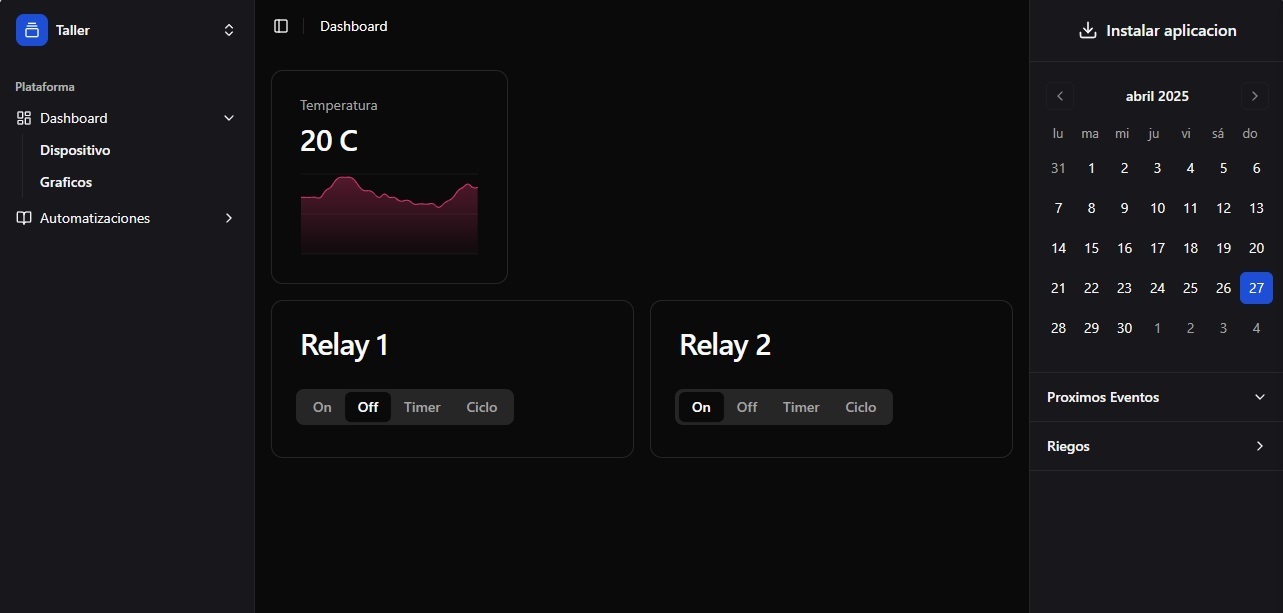 Taller
Plataforma
Dashboard
Dispositivo
Graficos
Automatizaciones
Dashboard
Temperatura
20 C
Relay 1
On Off Timer Ciclo
Relay 2
On Off Timer Ciclo
Instalar aplicacion
abril 2025
lu ma mi ju vi sá do
31 1 2 3 4 5 6
7 8 9 10 11 12 13
14 15 16 17 18 19 20
21 22 23 24 25 26 27
28 29 30 1 2 3 4
Proximos Eventos
Riegos